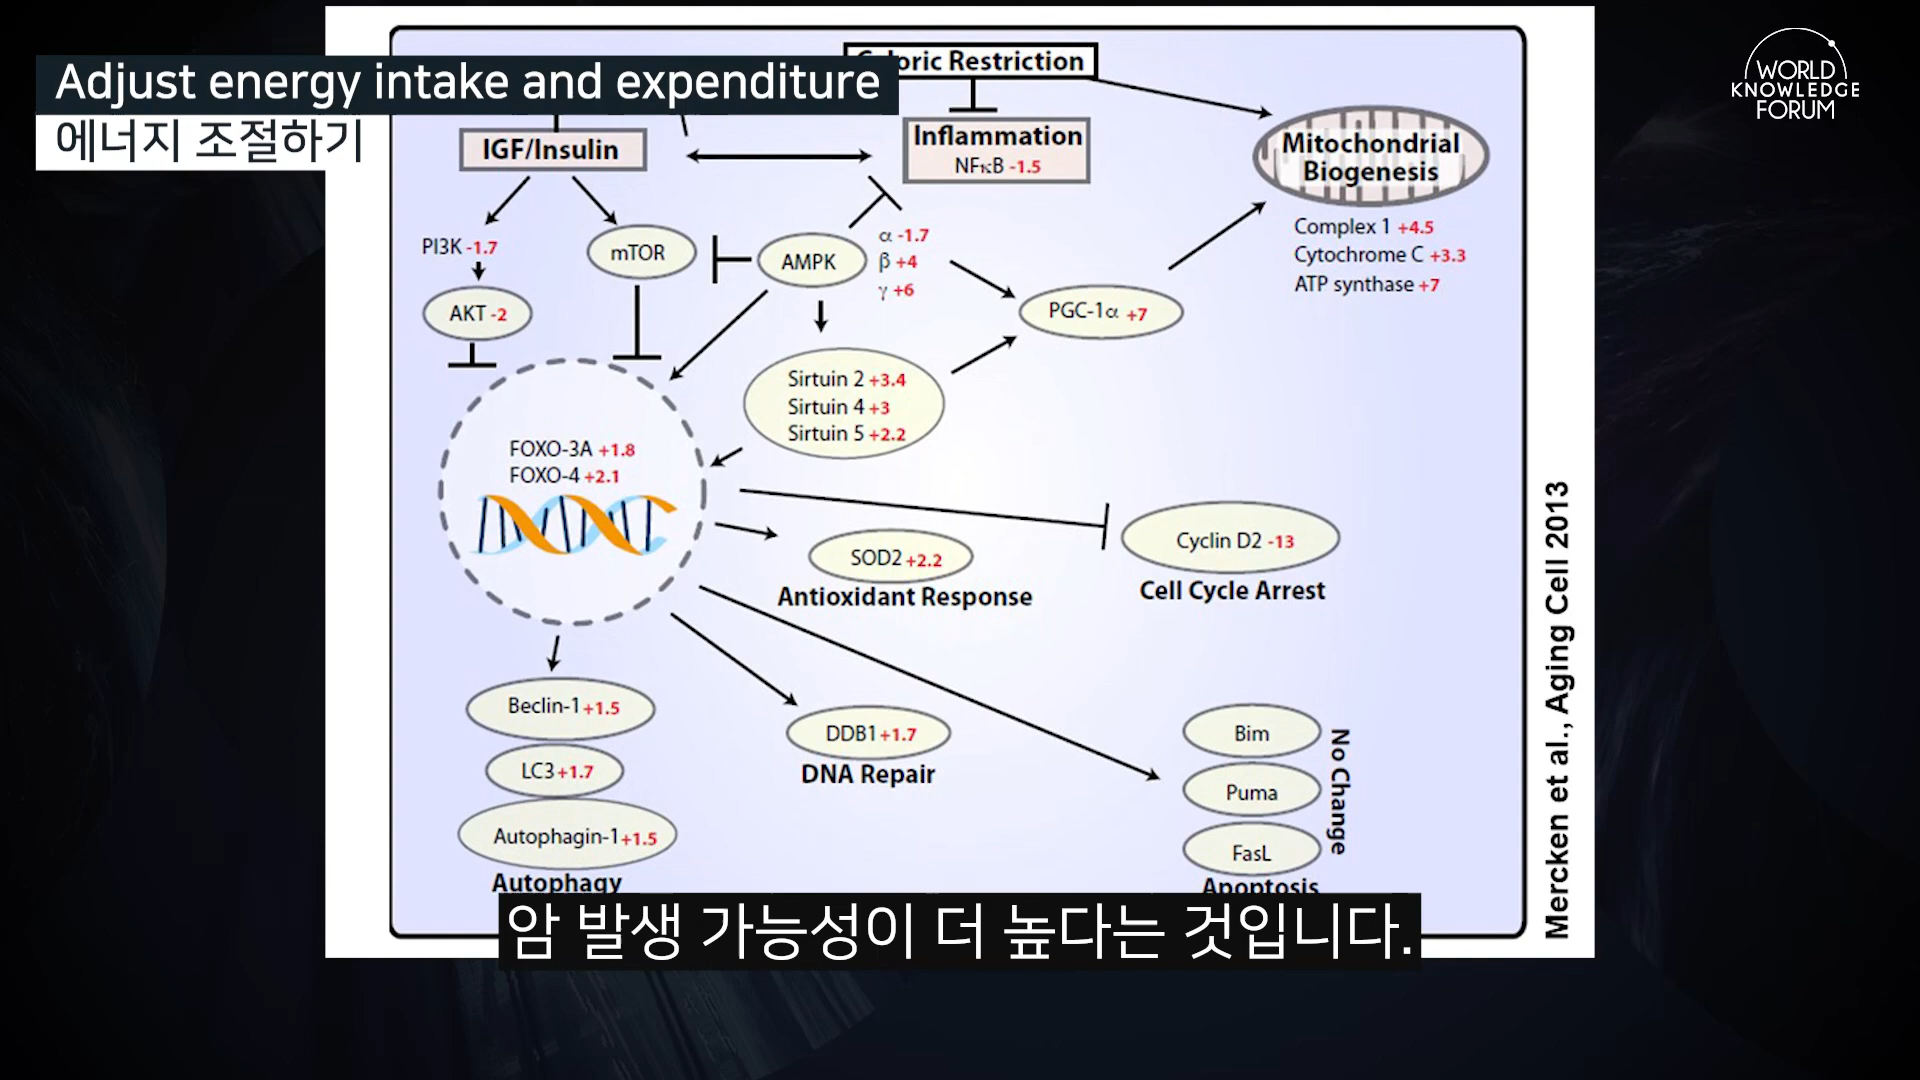 Adjust energy intake and expenditure
에너지 조절하기
WORLD
KNOWLEDGE
FORUM
Restriction
IGF/Insulin
Inflammation
NFκB -1.5
Mitochondrial
Biogenesis
Complex 1 +4.5
Cytochrome C +3.3
ATP synthase +7
PI3K -1.7
mTOR
AMPK
α -1.7
β +4
γ +6
AKT -2
PGC-1α +7
Sirtuin 2 +3.4
Sirtuin 4 +3
Sirtuin 5 +2.2
FOXO-3A +1.8
FOXO-4 +2.1
SOD2 +2.2
Antioxidant Response
Cyclin D2 -13
Cell Cycle Arrest
Beclin-1 +1.5
LC3 +1.7
Autophagin-1 +1.5
Autophagy
DDB1 +1.7
DNA Repair
Bim
Puma
FasL
No Change
Apoptosis
Mercken et al., Aging Cell 2013
암 발생 가능성이 더 높다는 것입니다.